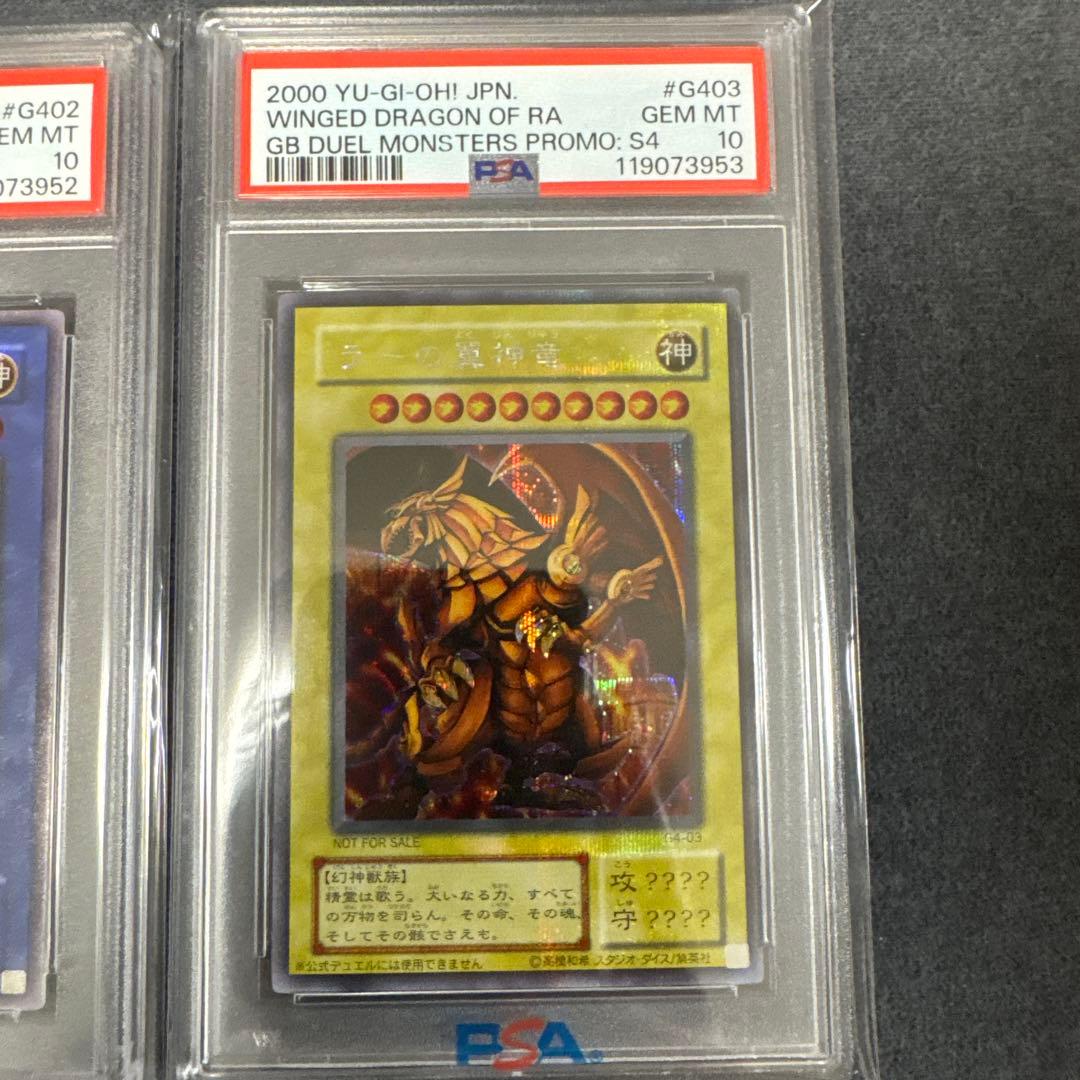 #G402
EM MT
10
073952
神
2000 YU-GI-OH! JPN. #G403
WINGED DRAGON OF RA GEM MT
GB DUEL MONSTERS PROMO: S4 10
PSA 119073953
ラーの翼神竜 神
NOT FOR SALE G4-03
【幻神獣族】
精霊は歌う。大いなる力、すべて
の万物を司らん。その命、その魂、
そしてその骸でさえも。
攻 ????
守 ????
※公式デュエルには使用できません ©高橋和希 スタジオ・ダイス/集英社
PSA